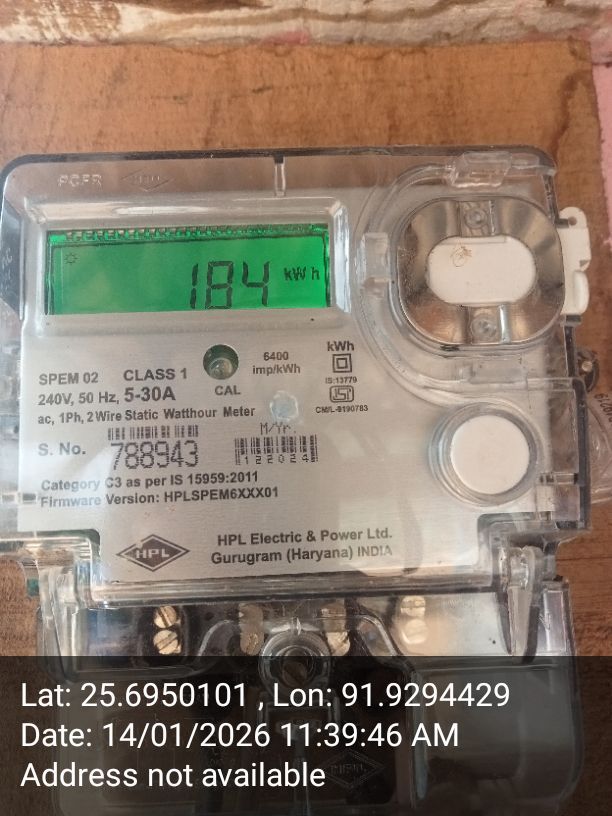 184 kWh
6400
imp/kWh
kWh
SPEM 02 CLASS 1
240V, 50 Hz, 5-30A
CAL
IS:13779
CM/L-9190783
ac, 1Ph, 2 Wire Static Watthour Meter
M/Yr.
S. No. 788943 122024
Category C3 as per IS 15959:2011
Firmware Version: HPLSPEM6XXX01
HPL
HPL Electric & Power Ltd.
Gurugram (Haryana) INDIA
Lat: 25.6950101 , Lon: 91.9294429
Date: 14/01/2026 11:39:46 AM
Address not available